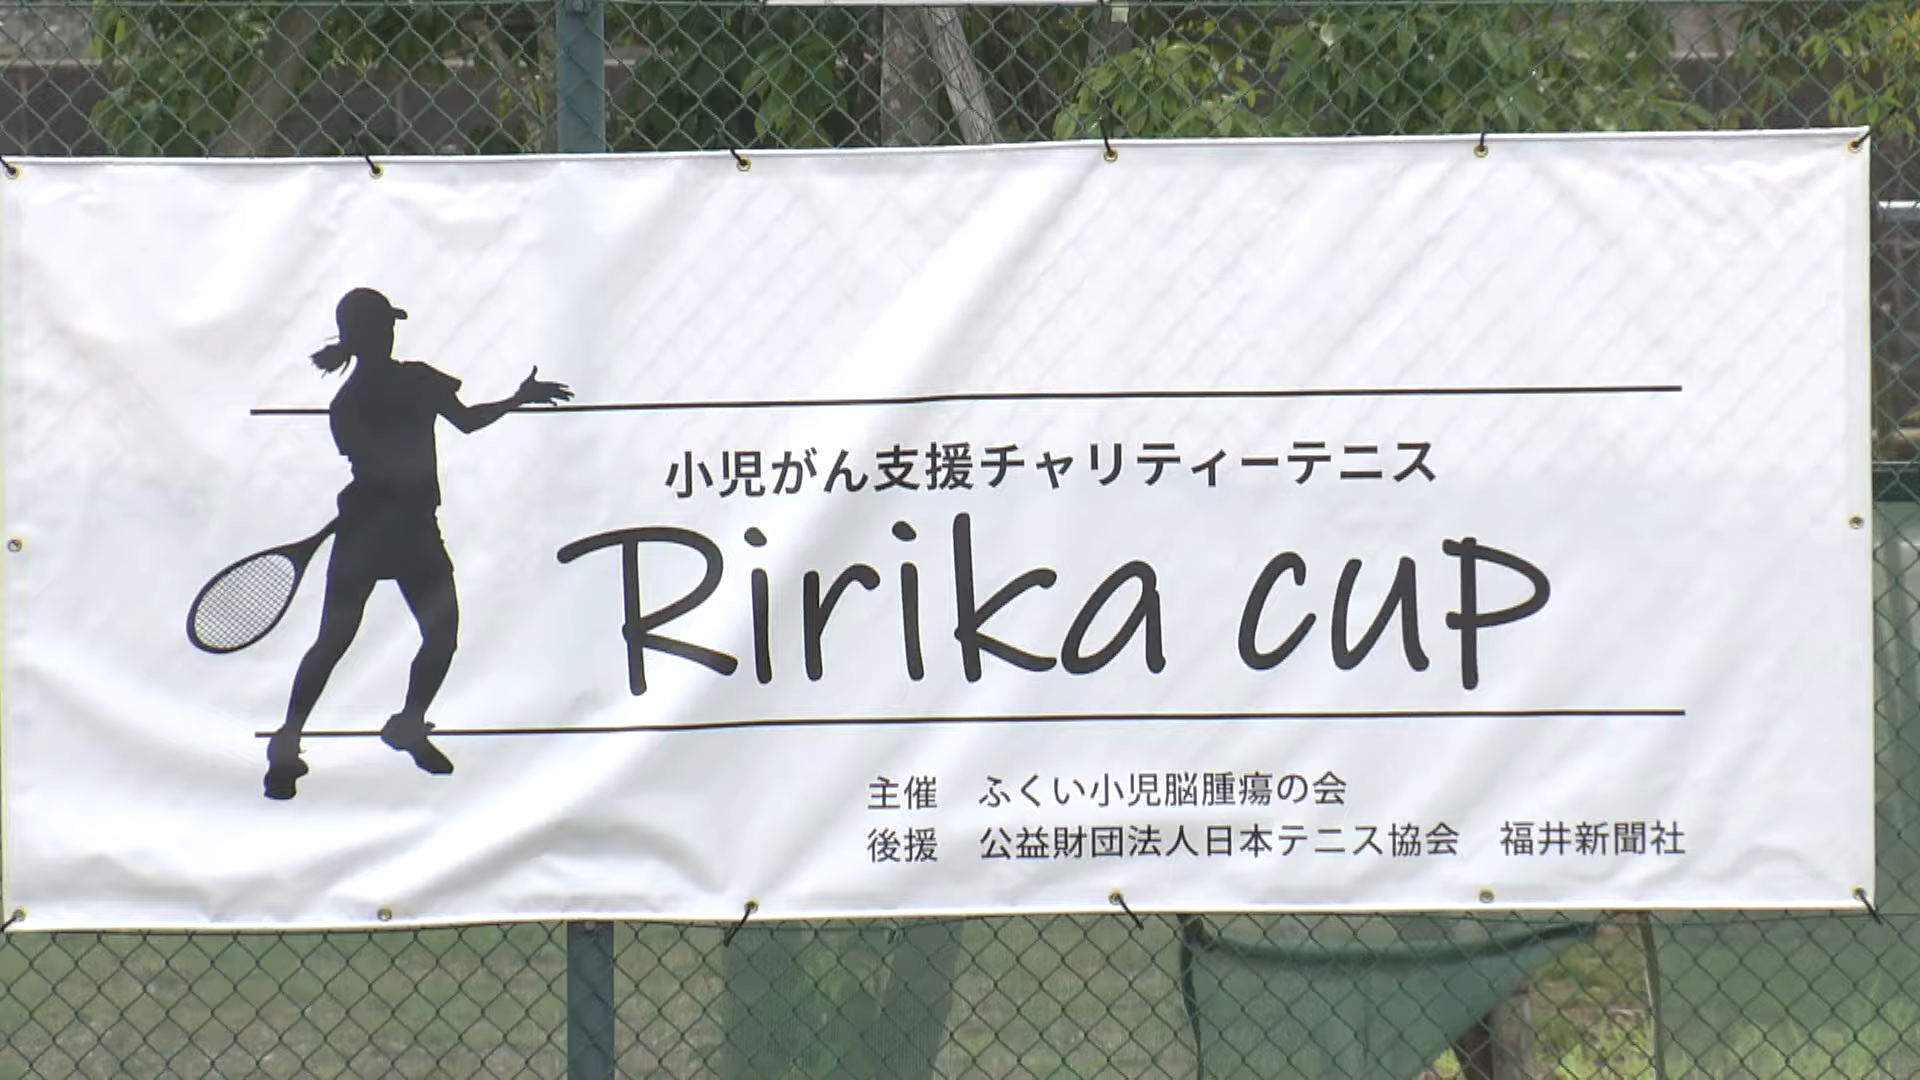 小児がん支援チャリティーテニス
Ririka cup
主催　ふくい小児脳腫瘍の会
後援　公益財団法人日本テニス協会　福井新聞社